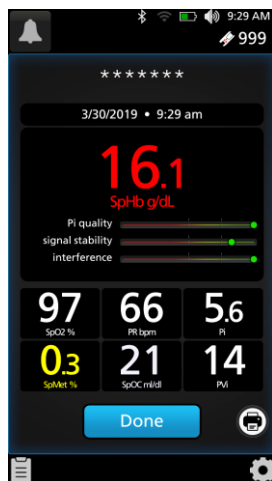 9:29 AM
999
*******
3/30/2019 • 9:29 am
16.1
SpHb g/dL
Pi quality
signal stability
interference
97 66 5.6
SpO2 % PR bpm Pi
0.3 21 14
SpMet % SpOC ml/dl PVi
Done